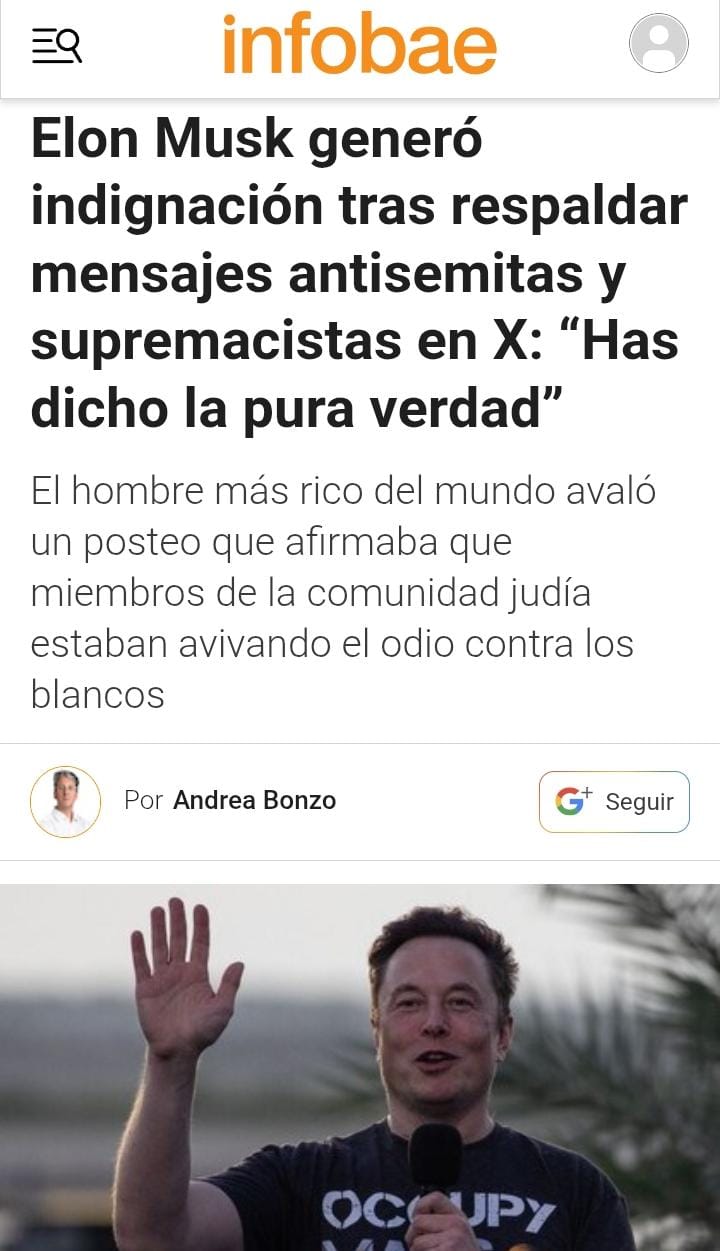 infobae
Elon Musk generó
indignación tras respaldar
mensajes antisemitas y
supremacistas en X: “Has
dicho la pura verdad”
El hombre más rico del mundo avaló
un posteo que afirmaba que
miembros de la comunidad judía
estaban avivando el odio contra los
blancos
Por Andrea Bonzo
G+ Seguir
OCCUPY
MARS